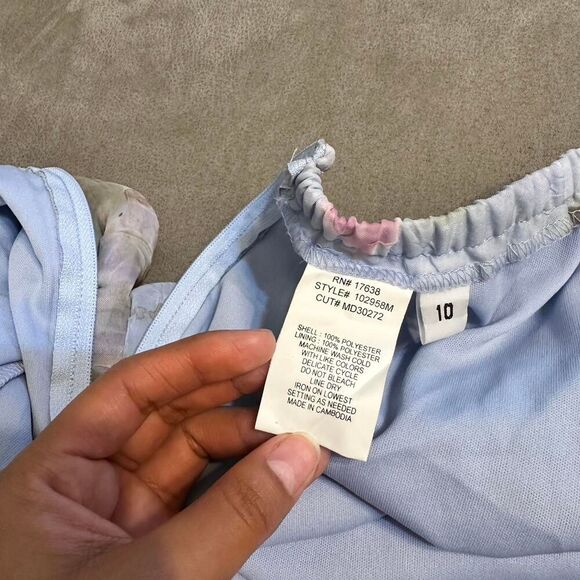 RN# 17638
STYLE# 102958M
CUT# MD30272
SHELL : 100% POLYESTER
LINING : 100% POLYESTER
MACHINE WASH COLD
WITH LIKE COLORS
DELICATE CYCLE
DO NOT BLEACH
LINE DRY
IRON ON LOWEST
SETTING AS NEEDED
MADE IN CAMBODIA
10